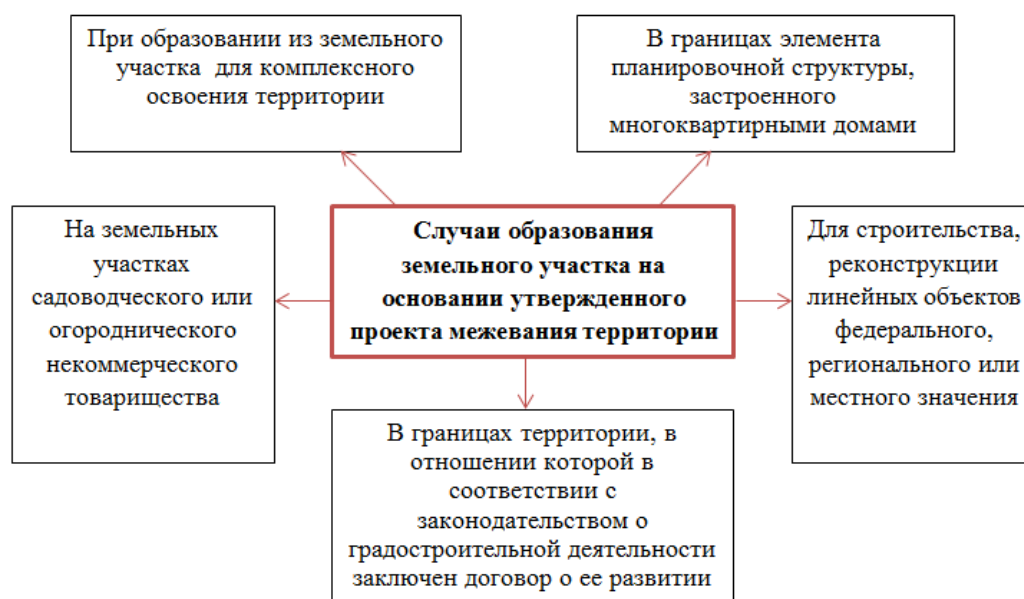 При образовании из земельного
участка для комплексного
освоения территории
В границах элемента
планировочной структуры,
застроенного
многоквартирными домами
На земельных
участках
садоводческого или
огороднического
некоммерческого
товарищества
Случаи образования
земельного участка на
основании утвержденного
проекта межевания территории
Для строительства,
реконструкции
линейных объектов
федерального,
регионального или
местного значения
В границах территории, в
отношении которой в
соответствии с
законодательством о
градостроительной деятельности
заключен договор о ее развитии